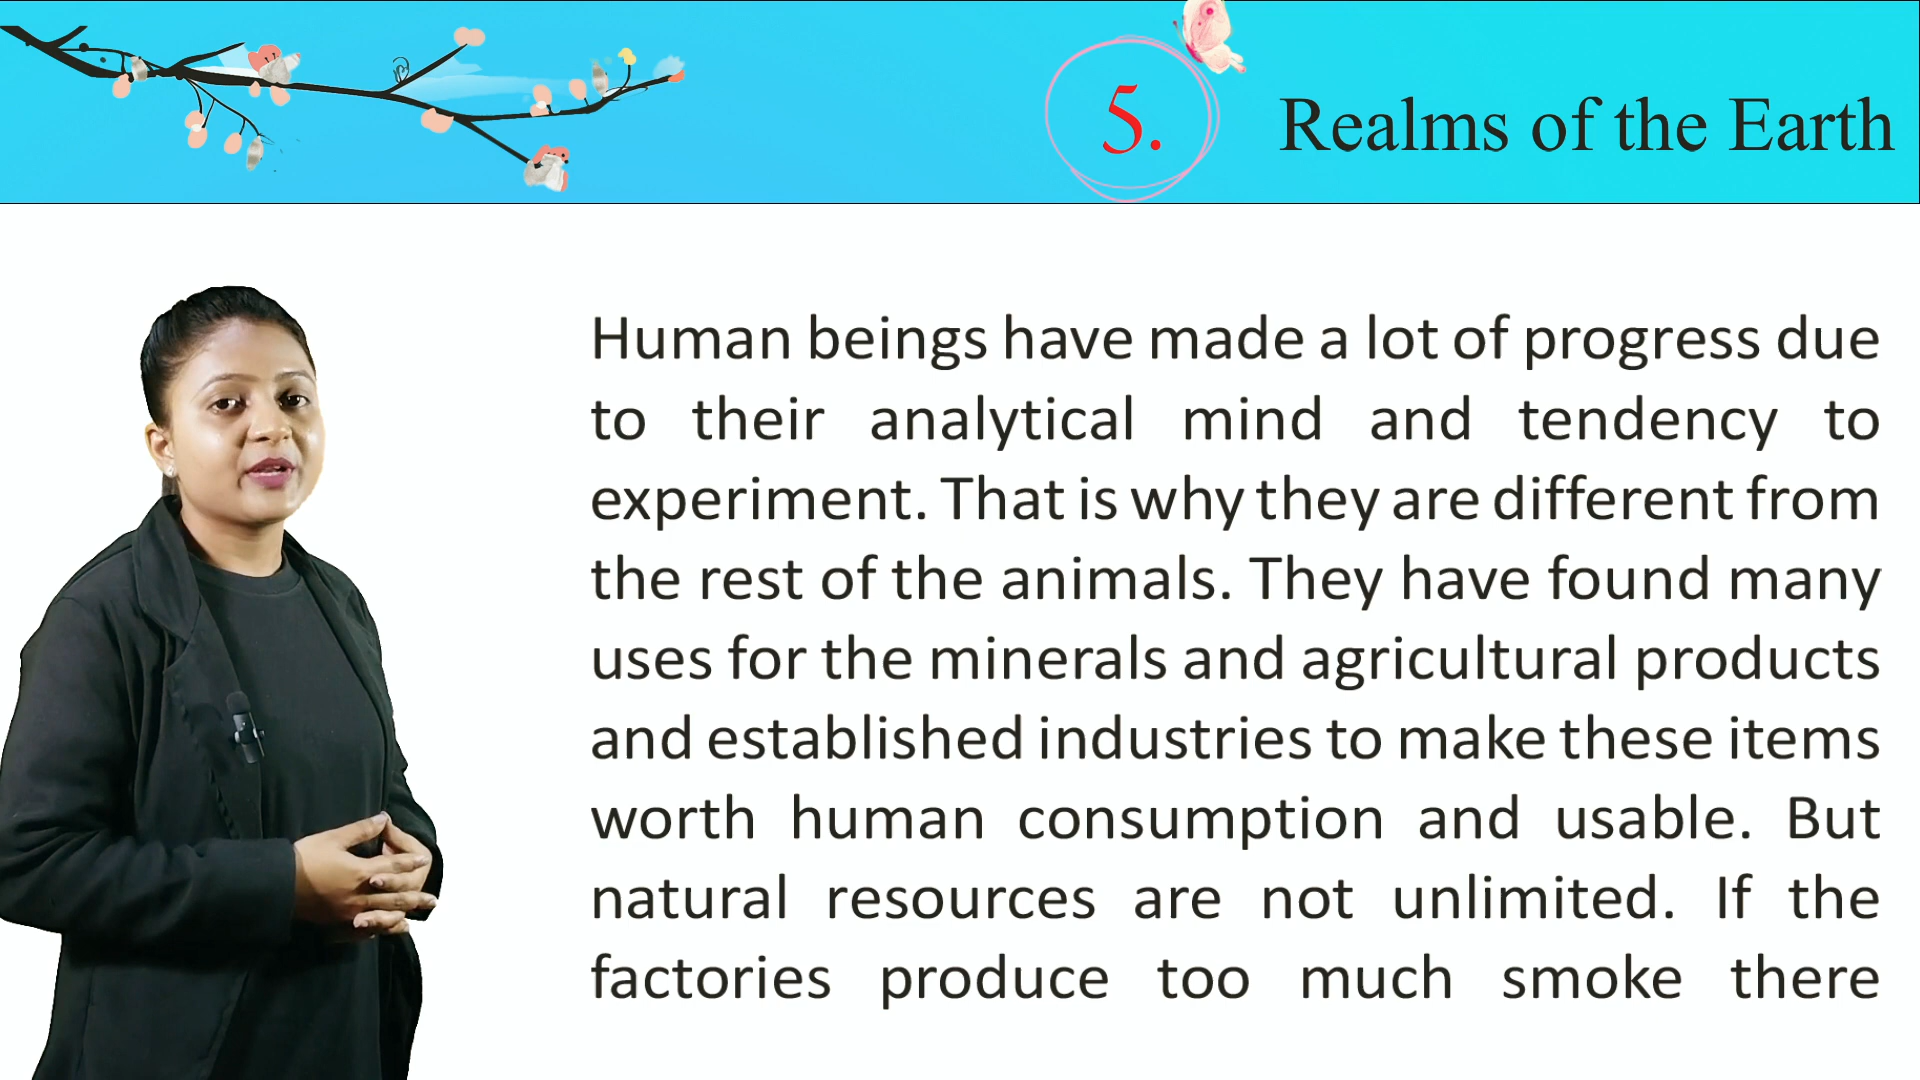 5. Realms of the Earth
Human beings have made a lot of progress due
to their analytical mind and tendency to
experiment. That is why they are different from
the rest of the animals. They have found many
uses for the minerals and agricultural products
and established industries to make these items
worth human consumption and usable. But
natural resources are not unlimited. If the
factories produce too much smoke there